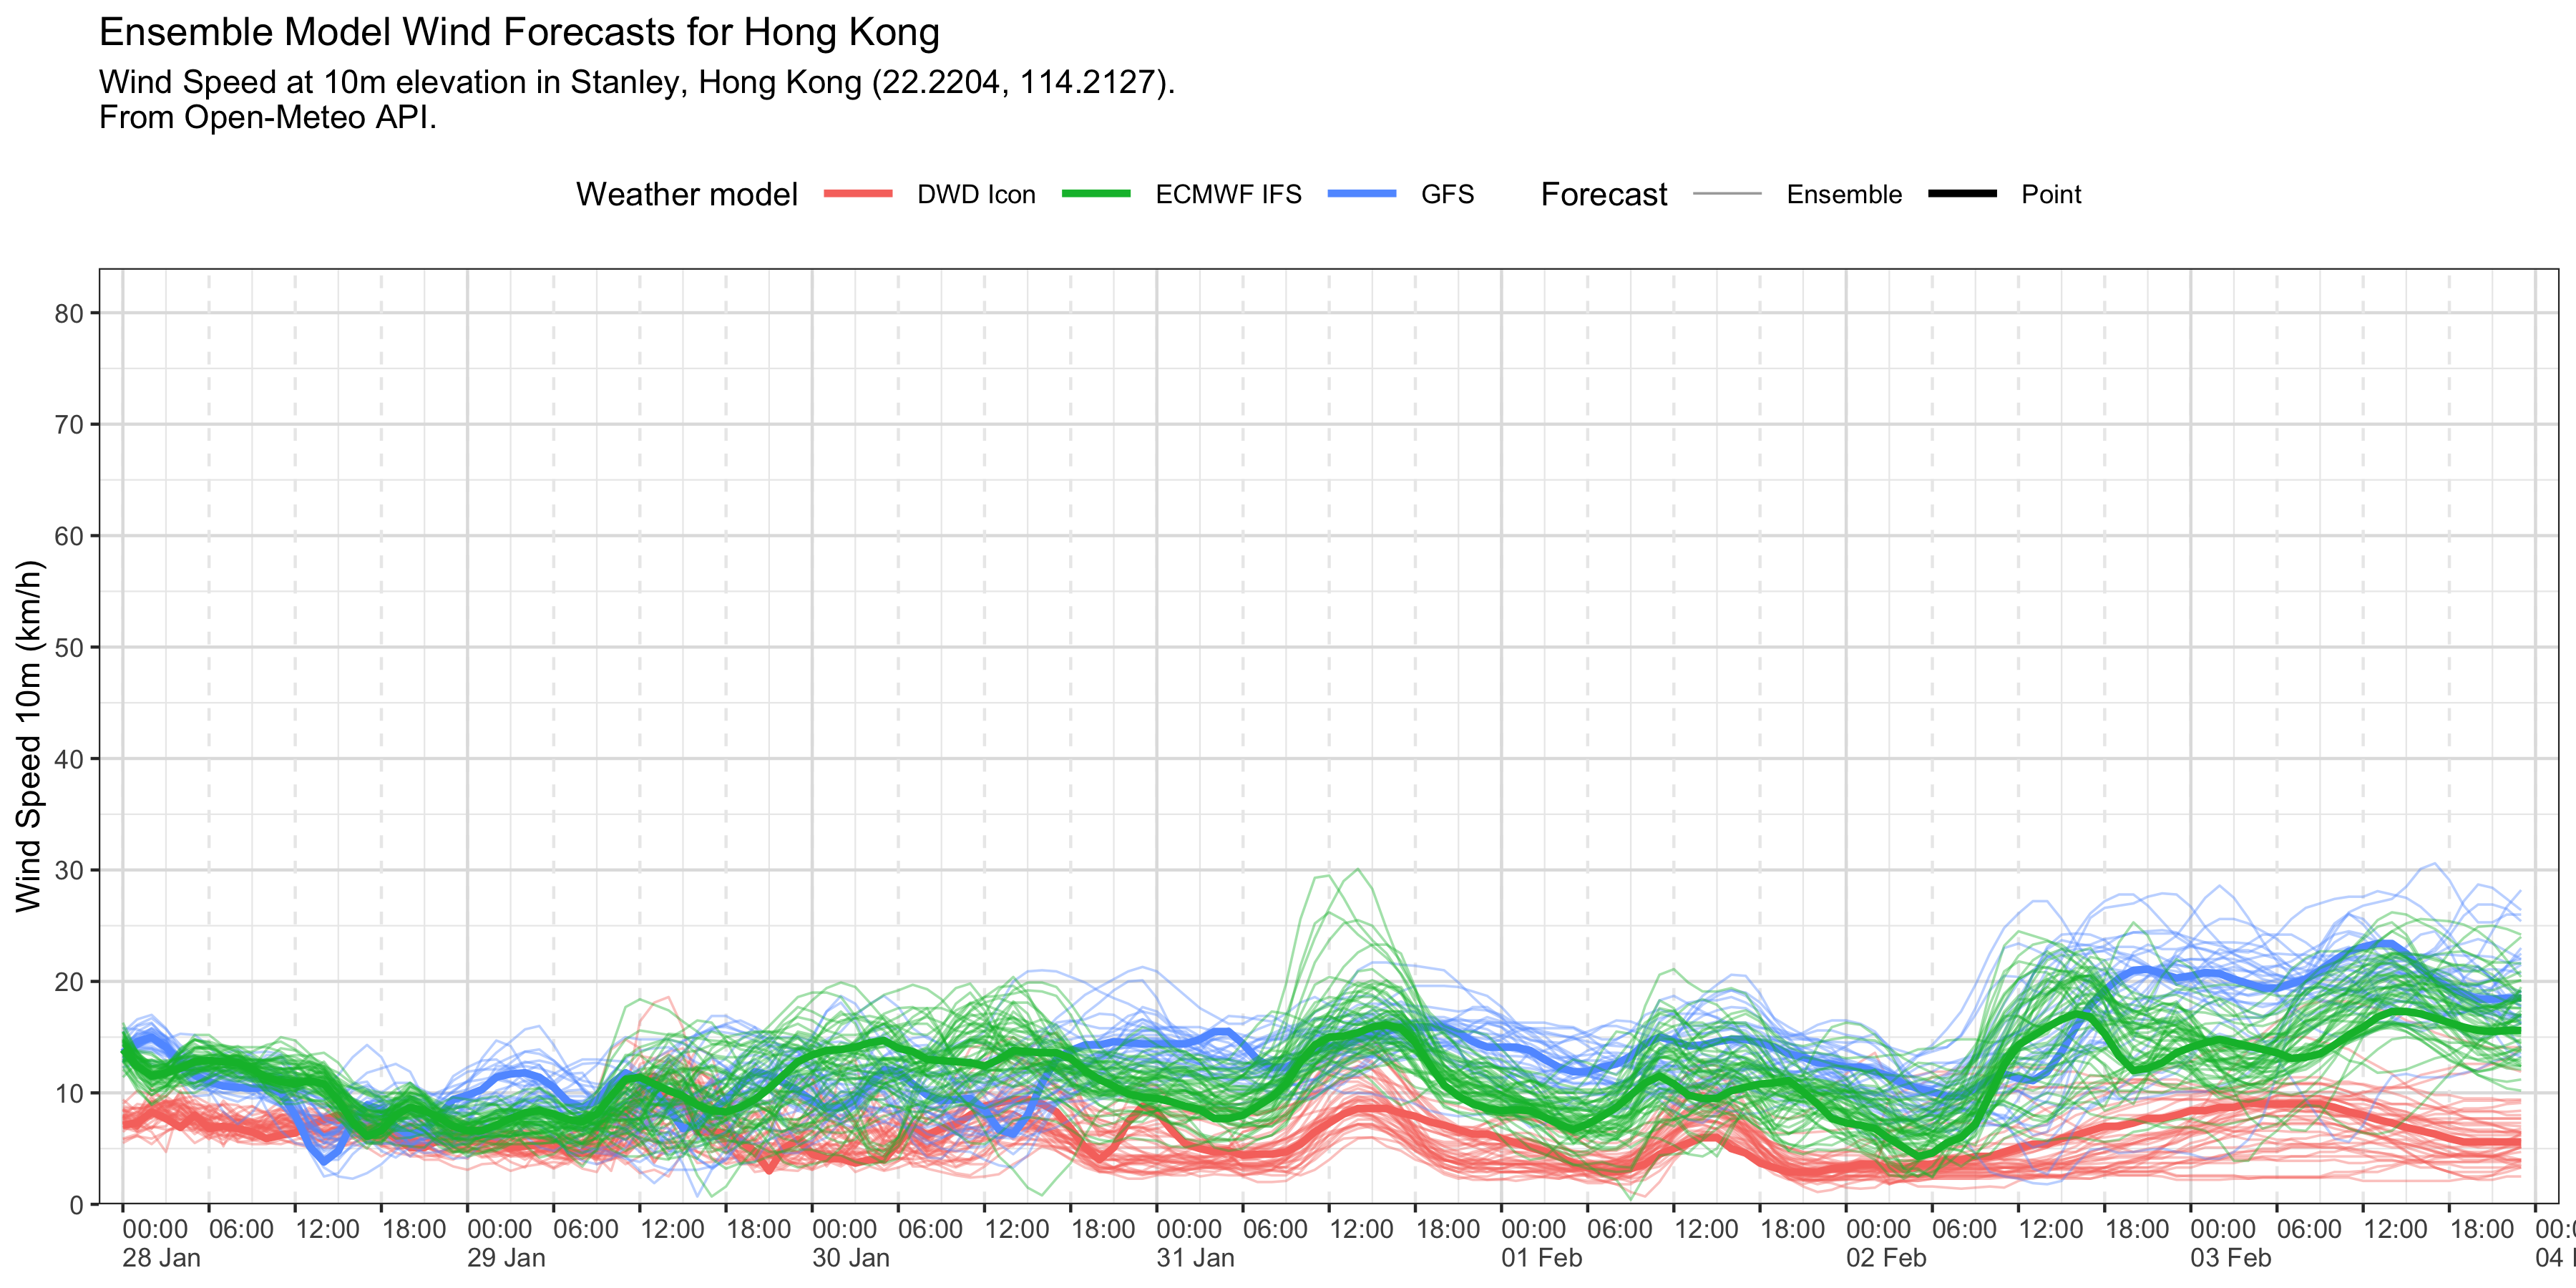 Ensemble Model Wind Forecasts for Hong Kong
Wind Speed at 10m elevation in Stanley, Hong Kong (22.2204, 114.2127).
From Open-Meteo API.
Weather model DWD Icon ECMWF IFS GFS Forecast Ensemble Point
Wind Speed 10m (km/h)
80
70
60
50
40
30
20
10
0
00:00 06:00 12:00 18:00 00:00 06:00 12:00 18:00 00:00 06:00 12:00 18:00 00:00 06:00 12:00 18:00 00:00 06:00 12:00 18:00 00:00 06:00 12:00 18:00 00:00 06:00 12:00 18:00
28 Jan 29 Jan 30 Jan 31 Jan 01 Feb 02 Feb 03 Feb 04